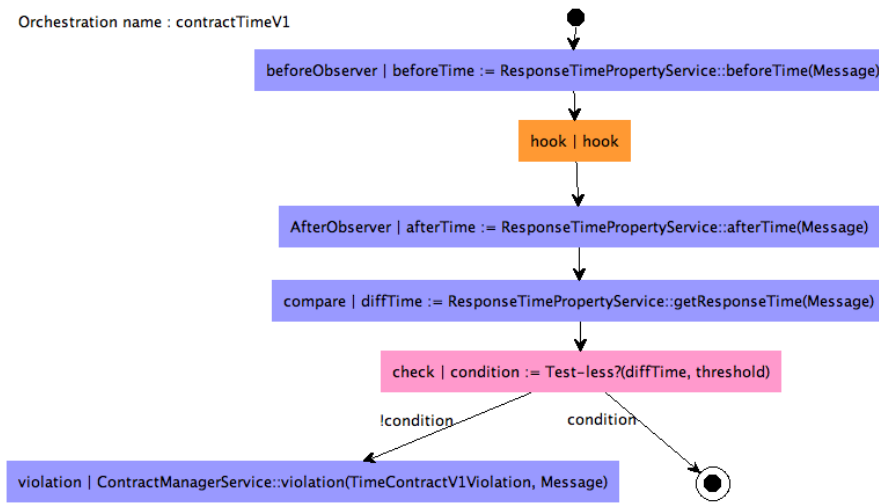 Orchestration name : contractTimeV1
beforeObserver | beforeTime := ResponseTimePropertyService::beforeTime(Message)
hook | hook
AfterObserver | afterTime := ResponseTimePropertyService::afterTime(Message)
compare | diffTime := ResponseTimePropertyService::getResponseTime(Message)
check | condition := Test-less?(diffTime, threshold)
!condition
condition
violation | ContractManagerService::violation(TimeContractV1Violation, Message)